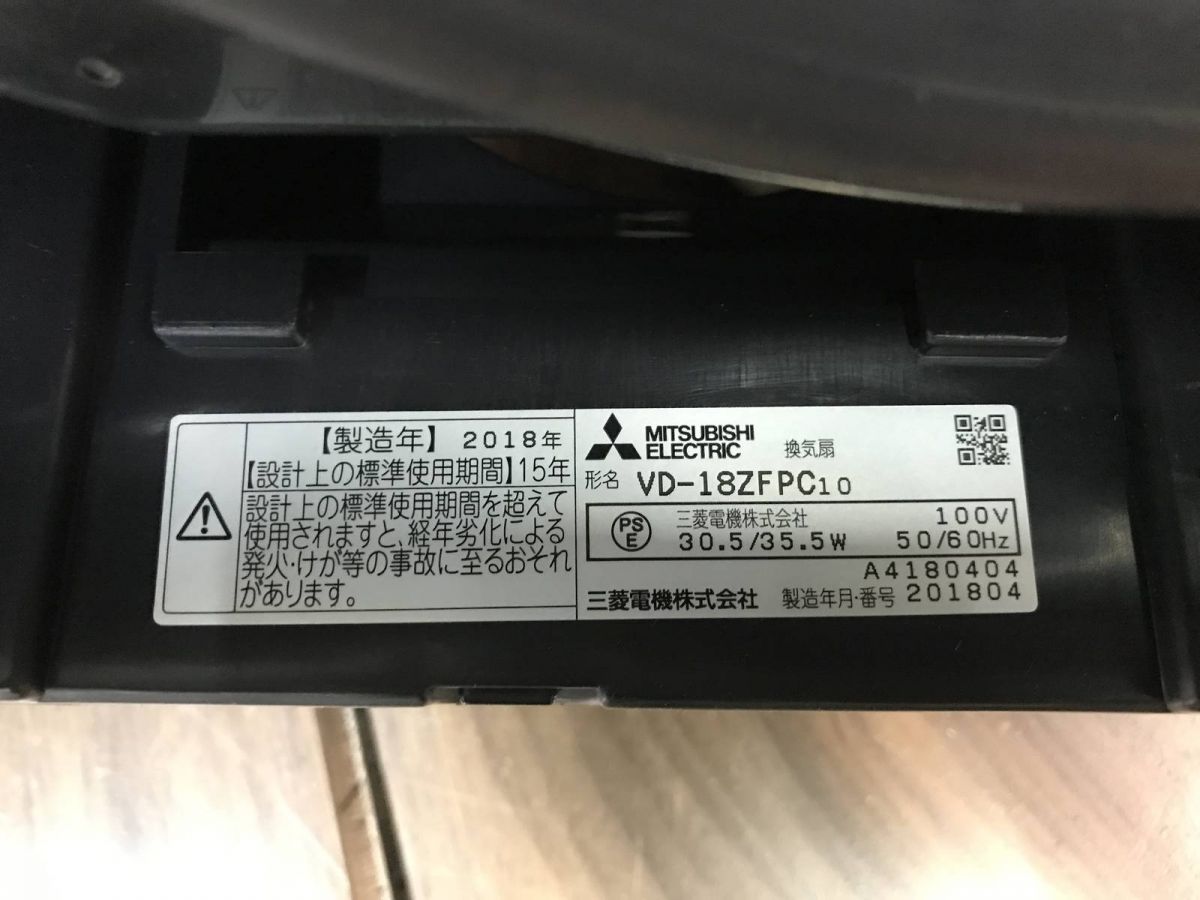 【製造年】 2018年
【設計上の標準使用期間】15年
設計上の標準使用期間を超えて
使用されますと、経年劣化による
発火・けが等の事故に至るおそれ
があります。
MITSUBISHI
ELECTRIC
換気扇
形名 VD-18ZFPC10
PS
E
三菱電機株式会社 100V
30.5/35.5W 50/60Hz
A4180404
三菱電機株式会社 製造年月・番号 201804